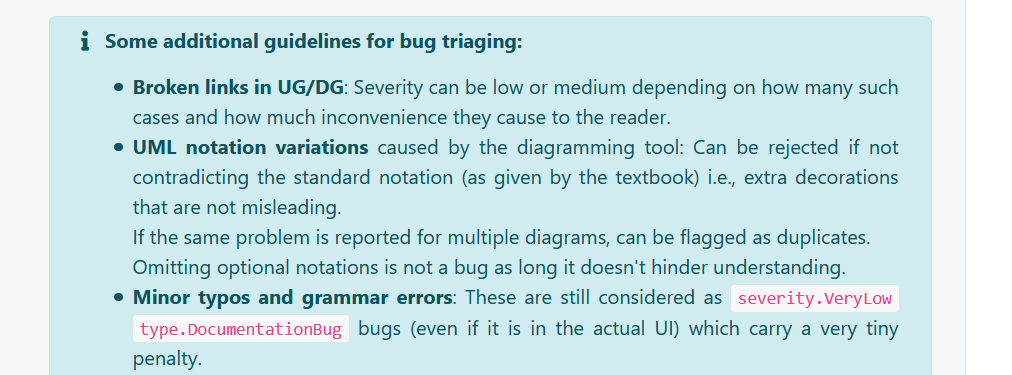 Some additional guidelines for bug triaging:
Broken links in UG/DG: Severity can be low or medium depending on how many such
cases and how much inconvenience they cause to the reader.
UML notation variations caused by the diagramming tool: Can be rejected if not
contradicting the standard notation (as given by the textbook) i.e., extra decorations
that are not misleading.
If the same problem is reported for multiple diagrams, can be flagged as duplicates.
Omitting optional notations is not a bug as long it doesn't hinder understanding.
Minor typos and grammar errors: These are still considered as severity.VeryLow
type.DocumentationBug bugs (even if it is in the actual UI) which carry a very tiny
penalty.